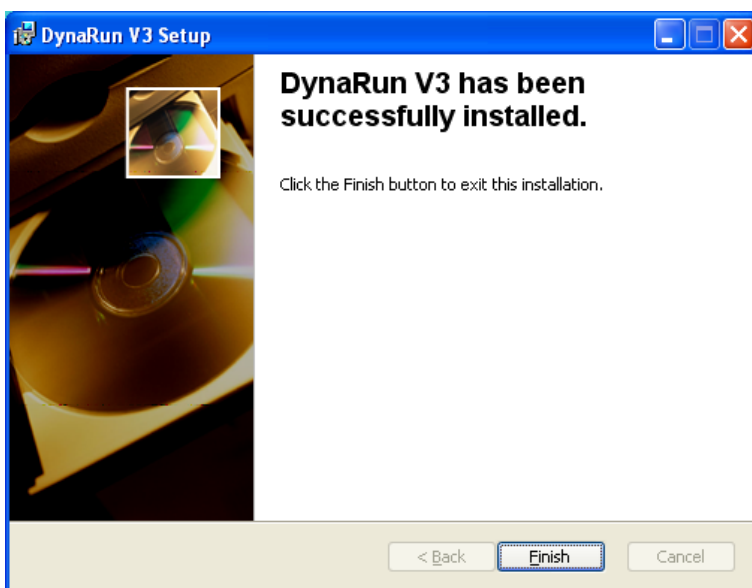 DynaRun V3 Setup
DynaRun V3 has been
successfully installed.
Click the Finish button to exit this installation.
< Back
Finish
Cancel